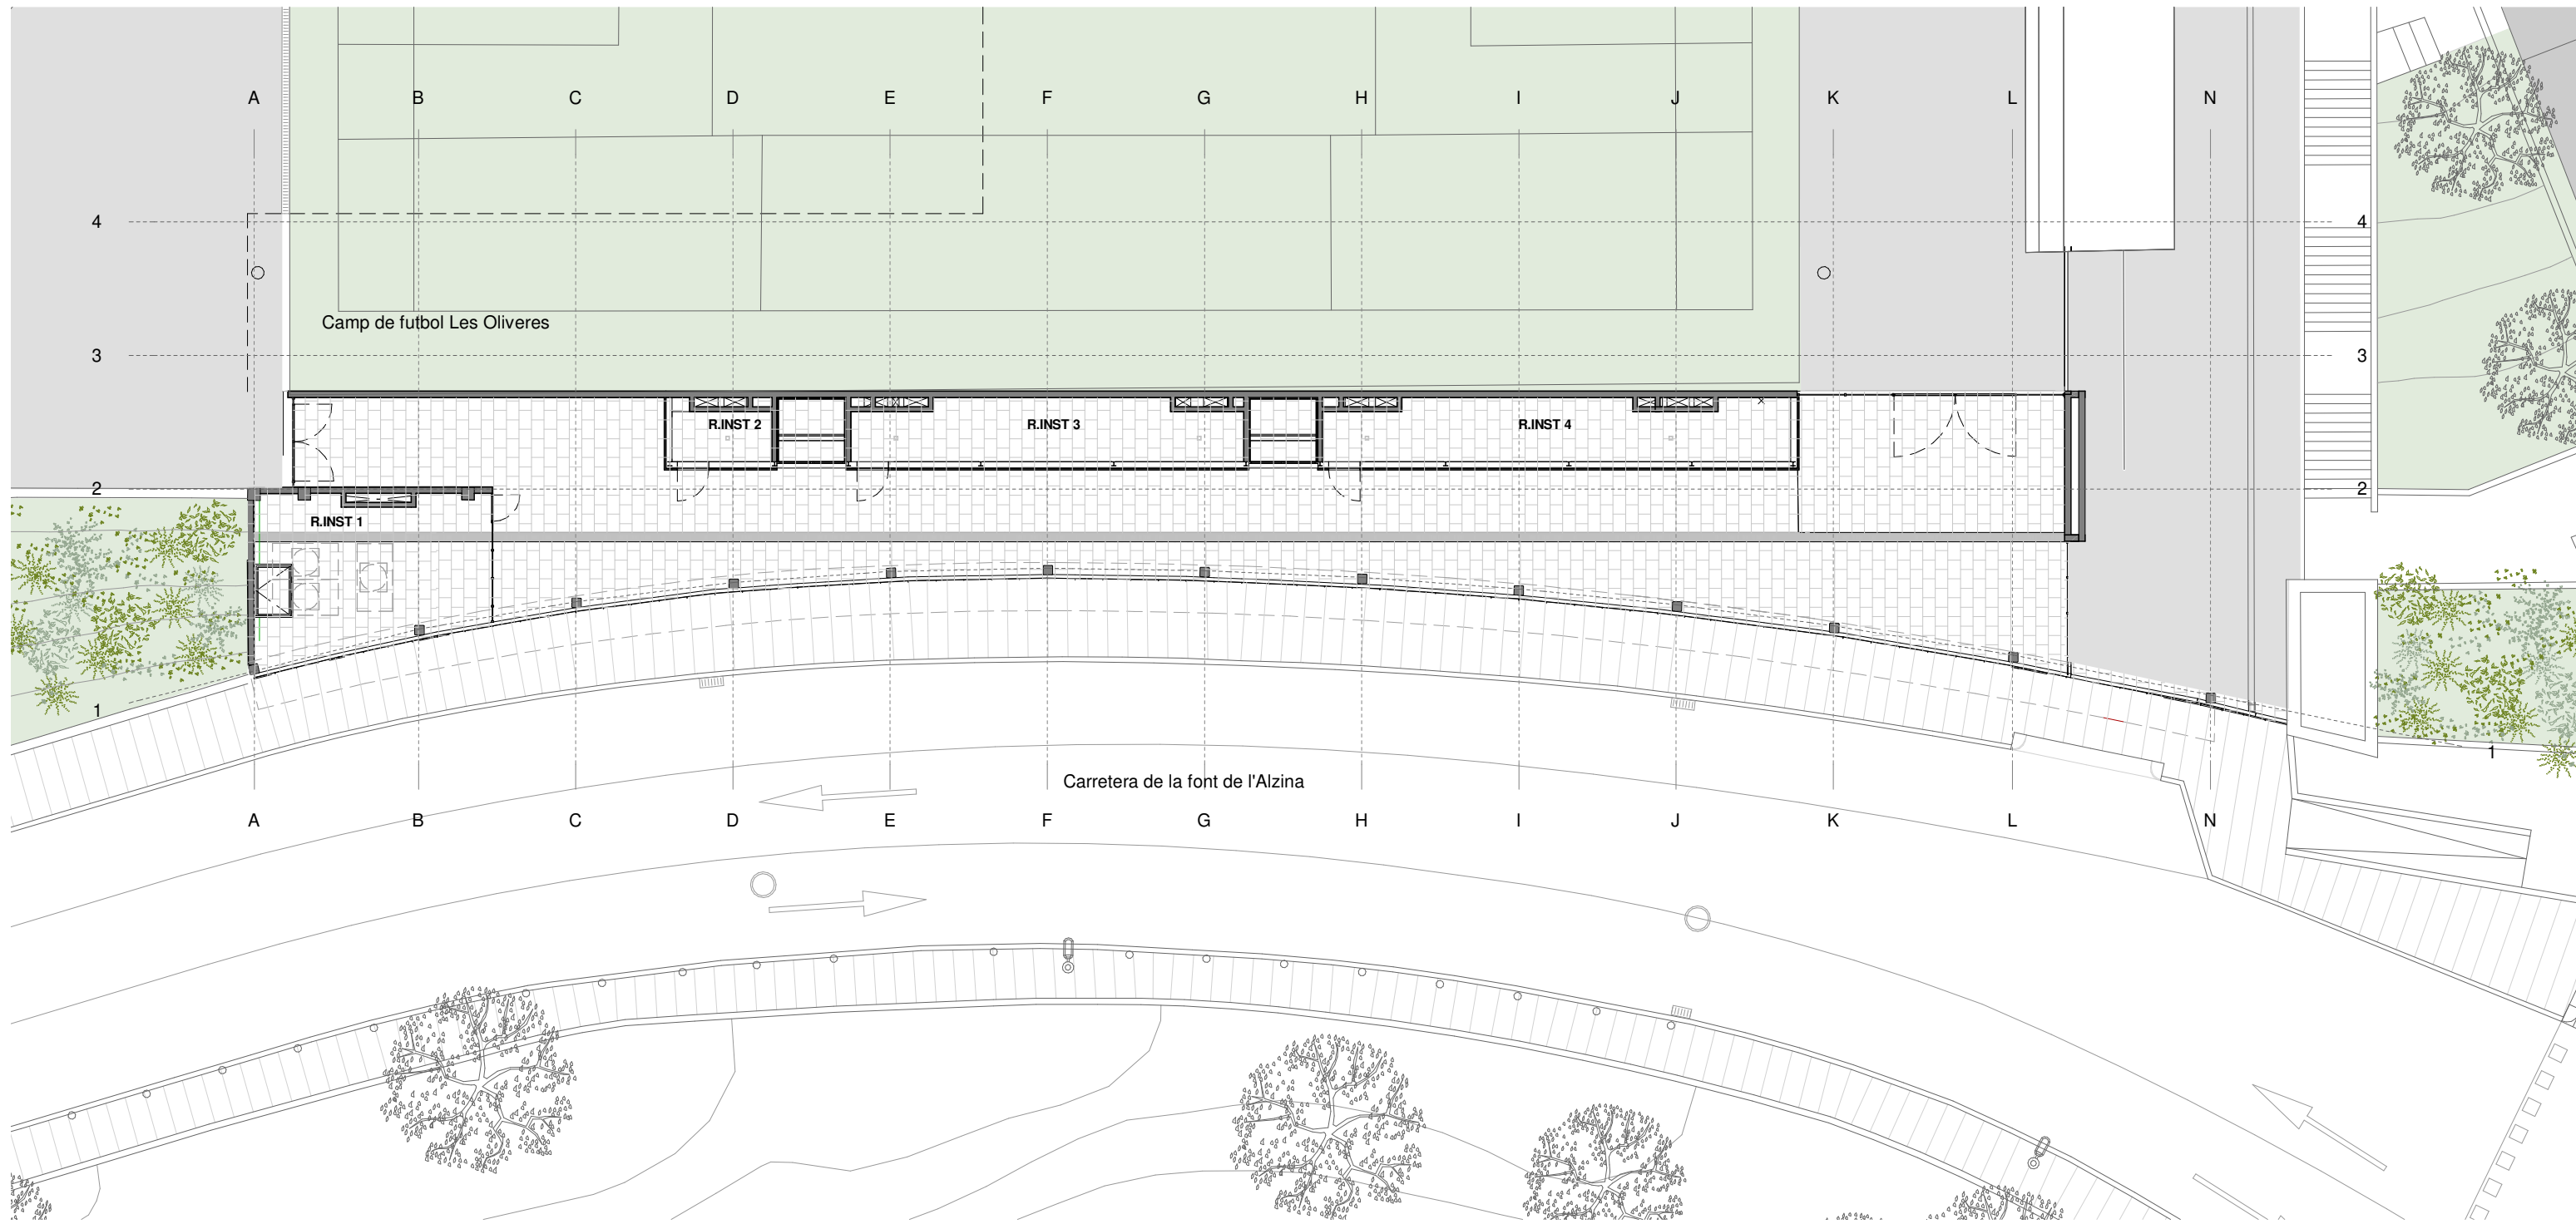 A B C D E F G H I J K L N
4 4
Camp de futbol Les Oliveres
3 3
R.INST 2 R.INST 3 R.INST 4
2 2
R.INST 1
1
1
Carretera de la font de l'Alzina
A B C D E F G H I J K L N